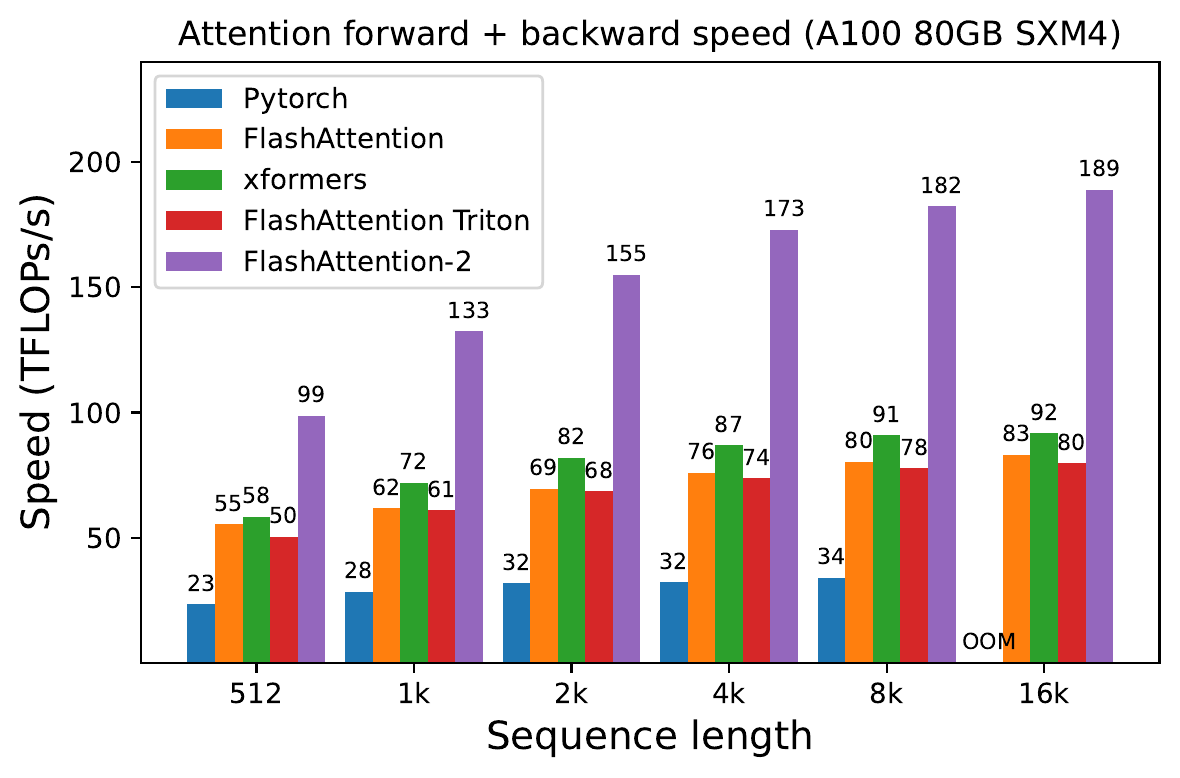 Attention forward + backward speed (A100 80GB SXM4)
Pytorch
FlashAttention
xformers
FlashAttention Triton
FlashAttention-2
Speed (TFLOPs/s)
200
150
100
50
23
55
58
50
99
28
62
72
61
133
32
69
82
68
155
32
76
87
74
173
34
80
91
78
182
OOM
83
92
80
189
512
1k
2k
4k
8k
16k
Sequence length